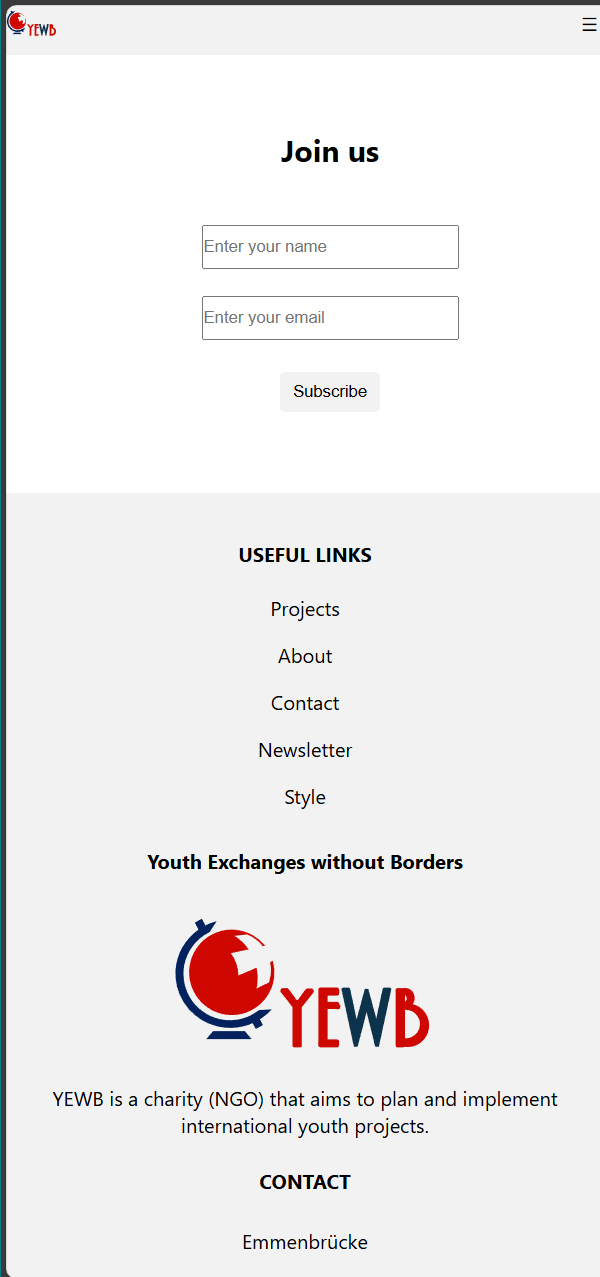 YEWB
☰
Join us
Enter your name
Enter your email
Subscribe
USEFUL LINKS
Projects
About
Contact
Newsletter
Style
Youth Exchanges without Borders
YEWB
YEWB is a charity (NGO) that aims to plan and implement
international youth projects.
CONTACT
Emmenbrücke